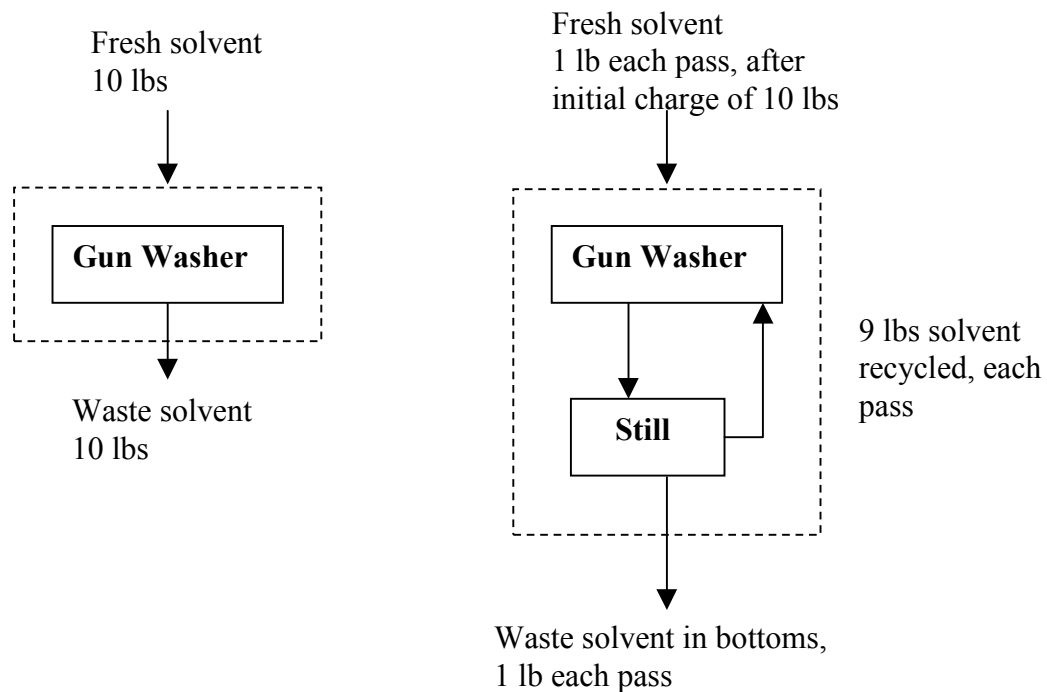 Fresh solvent
10 lbs
Gun Washer
Waste solvent
10 lbs
Fresh solvent
1 lb each pass, after
initial charge of 10 lbs
Gun Washer
Still
9 lbs solvent
recycled, each
pass
Waste solvent in bottoms,
1 lb each pass